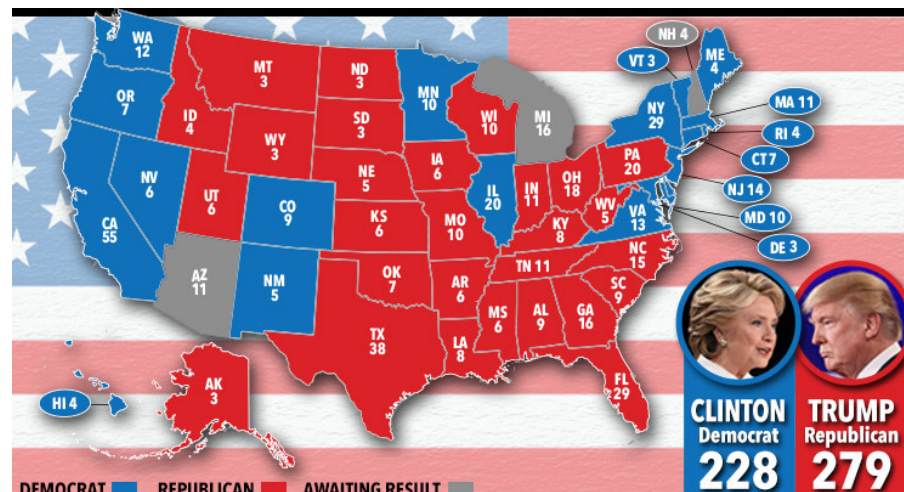 WA
12
OR
7
CA
55
NV
6
ID
4
MT
3
WY
3
UT
6
AZ
11
CO
9
NM
5
ND
3
SD
3
NE
5
KS
6
OK
7
TX
38
MN
10
IA
6
MO
10
AR
6
LA
8
WI
10
IL
20
MI
16
IN
11
OH
18
KY
8
TN 11
MS
6
AL
9
GA
16
FL
29
SC
9
NC
15
VA
13
WV
5
PA
20
NY
29
VT 3
NH 4
ME
4
MA 11
RI 4
CT 7
NJ 14
MD 10
DE 3
HI 4
AK
3
CLINTON
Democrat
228
TRUMP
Republican
279
DEMOCRAT
REPUBLICAN
AWAITING RESULT